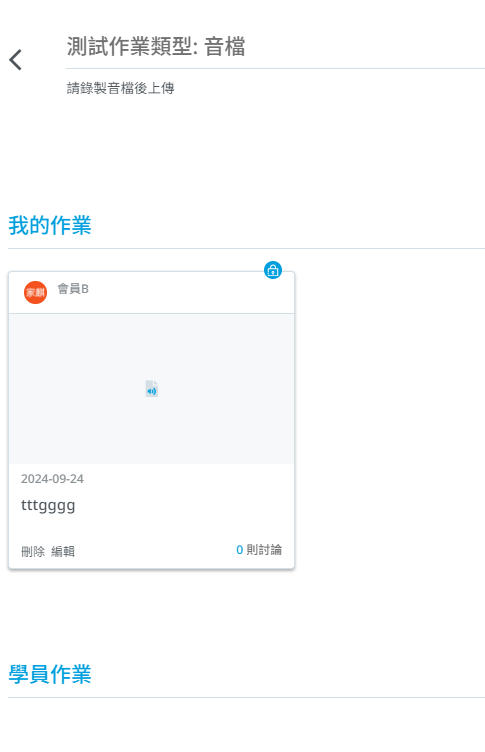 測試作業類型: 音檔
請錄製音檔後上傳
我的作業
家麒
會員B
2024-09-24
tttgggg
刪除 編輯
0 則討論
學員作業